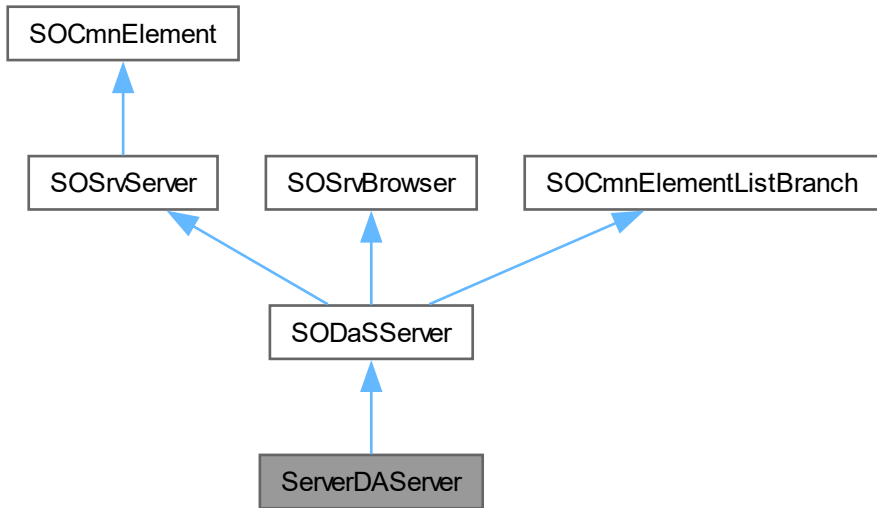 SOCmnElement
SOSrvServer
SOSrvBrowser
SOCmnElementListBranch
SODaSServer
ServerDAServer